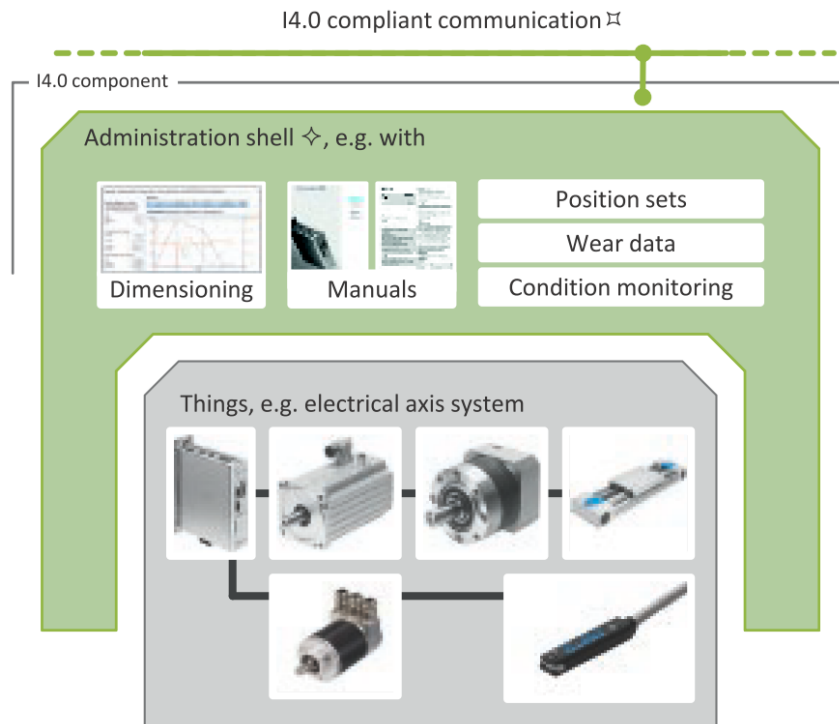 I4.0 compliant communication
I4.0 component
Administration shell, e.g. with
Position sets
Wear data
Dimensioning
Manuals
Condition monitoring
Things, e.g. electrical axis system